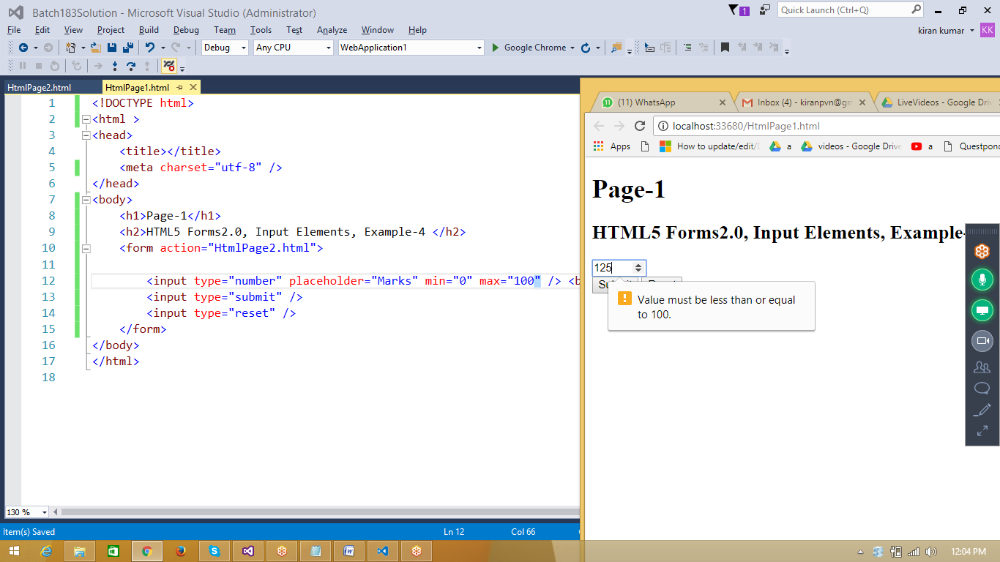 Batch183Solution - Microsoft Visual Studio (Administrator)
1
Quick Launch (Ctrl+Q)
File Edit View Project Build Debug Team Tools Test Analyze Window Help
kiran kumar KK
Debug Any CPU WebApplication1 Google Chrome
HtmlPage2.html HtmlPage1.html
1 <!DOCTYPE html>
2 <html >
3 <head>
4 <title></title>
5 <meta charset="utf-8" />
6 </head>
7 <body>
8 <h1>Page-1</h1>
9 <h2>HTML5 Forms2.0, Input Elements, Example-4 </h2>
10 <form action="HtmlPage2.html">
11
12 <input type="number" placeholder="Marks" min="0" max="100" /> <b
13 <input type="submit" />
14 <input type="reset" />
15 </form>
16 </body>
17 </html>
18
130 %
Item(s) Saved Ln 12 Col 66
11 (11) WhatsApp Inbox (4) - kiranpvn@gm LiveVideos - Google Driv
localhost:33680/HtmlPage1.html
Apps How to update/edit/ a videos - Google Drive a Questpond
Page-1
HTML5 Forms2.0, Input Elements, Example-
125
Value must be less than or equal
to 100.
12:04 PM